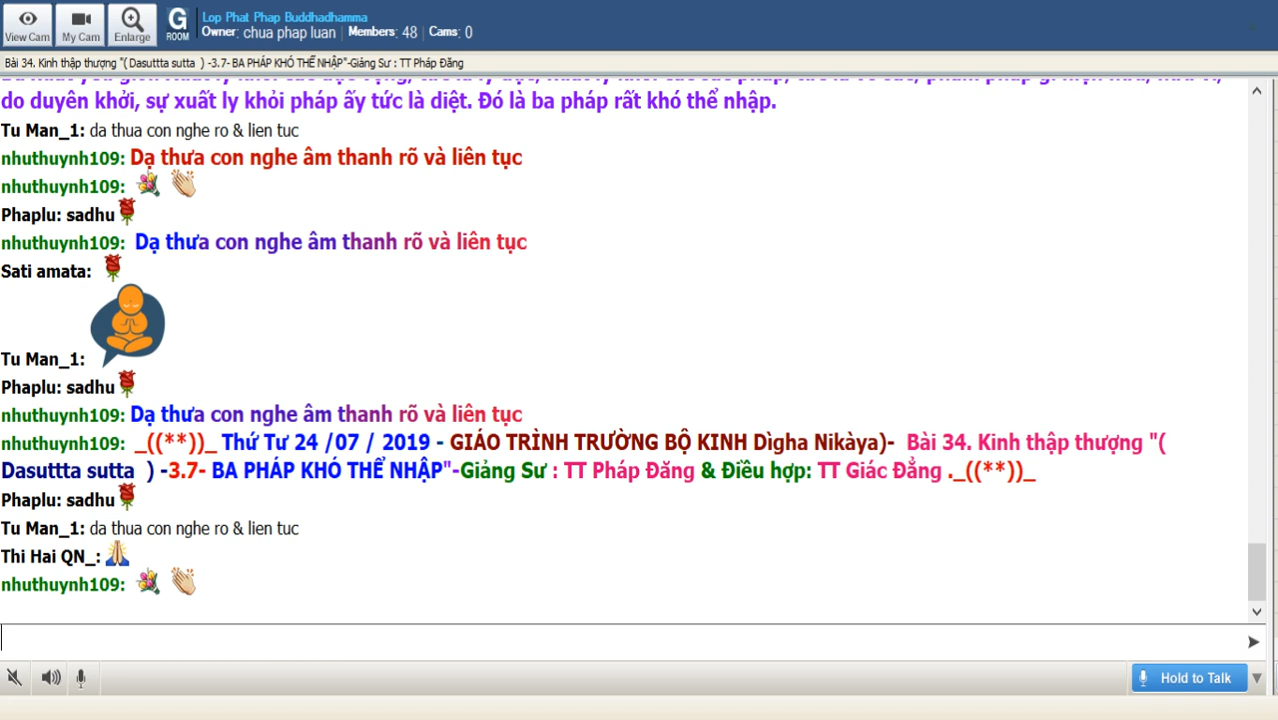 Lop Phat Phap Buddhadhamma
Owner: chua phap luan | Members: 48 | Cams: 0
View Cam
My Cam
Enlarge
G ROOM
Bài 34. Kinh thập thượng "( Dasuttta sutta ) -3.7- BA PHÁP KHÓ THỂ NHẬP"-Giảng Sư : TT Pháp Đăng
do duyên khởi, sự xuất ly khỏi pháp ấy tức là diệt. Đó là ba pháp rất khó thể nhập.
Tu Man_1: da thua con nghe ro & lien tuc
nhuthuynh109: Dạ thưa con nghe âm thanh rõ và liên tục
nhuthuynh109:
Phaplu: sadhu
nhuthuynh109: Dạ thưa con nghe âm thanh rõ và liên tục
Sati amata:
Tu Man_1:
Phaplu: sadhu
nhuthuynh109: Dạ thưa con nghe âm thanh rõ và liên tục
nhuthuynh109: _((**))_ Thứ Tư 24 /07 / 2019 - GIÁO TRÌNH TRƯỜNG BỘ KINH Dìgha Nikàya)- Bài 34. Kinh thập thượng "(
Dasuttta sutta ) -3.7- BA PHÁP KHÓ THỂ NHẬP"-Giảng Sư : TT Pháp Đăng & Điều hợp: TT Giác Đẳng ._((**))_
Phaplu: sadhu
Tu Man_1: da thua con nghe ro & lien tuc
Thi Hai QN_:
nhuthuynh109:
Hold to Talk